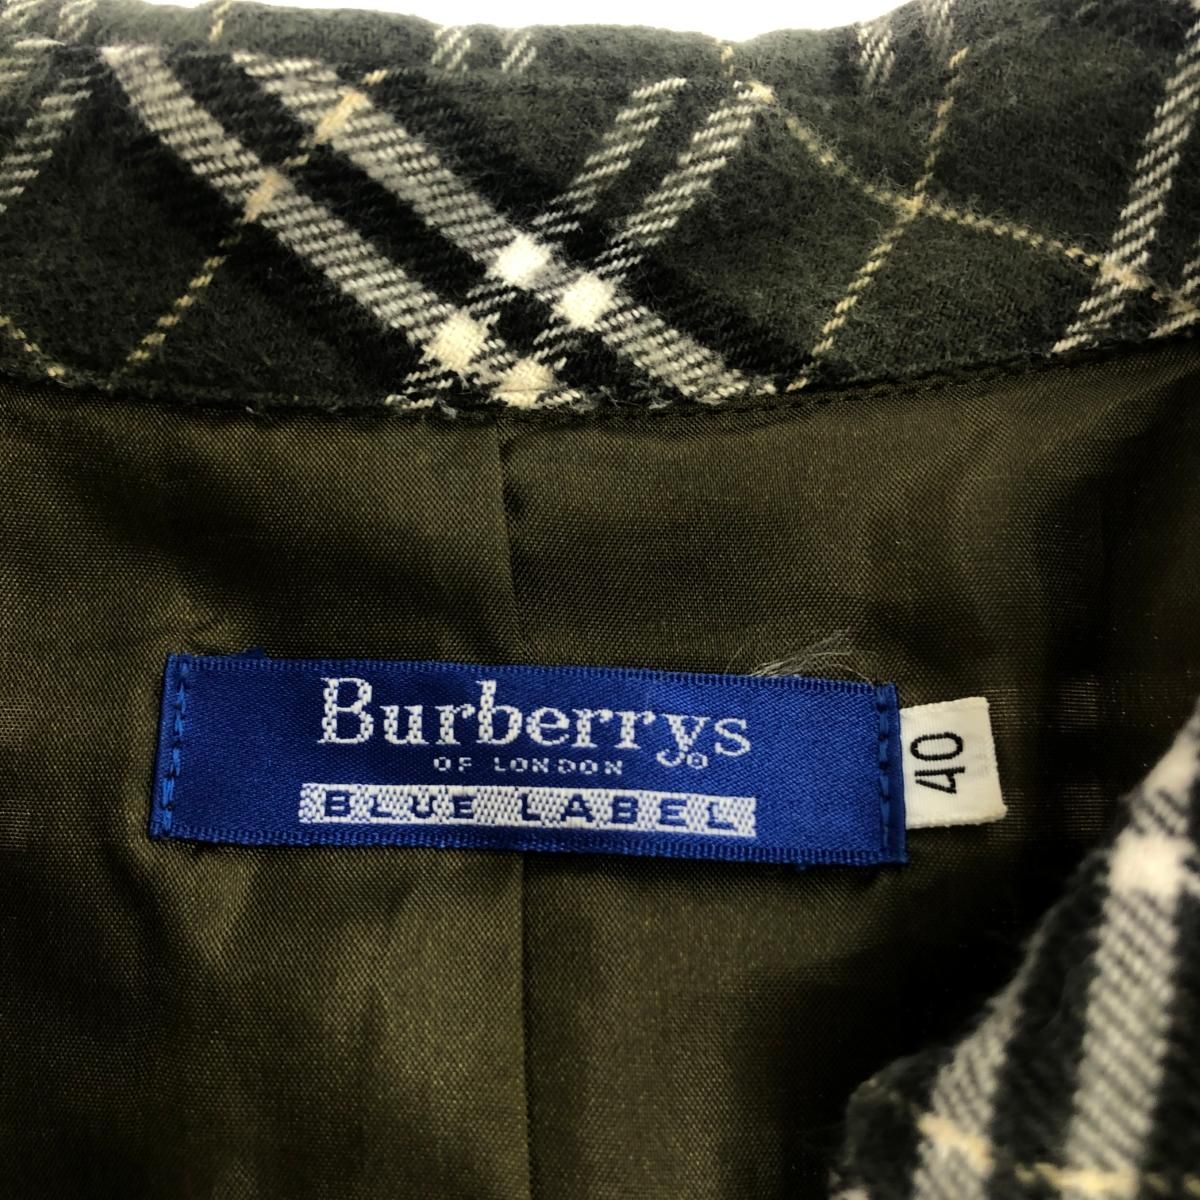 Burberrys®
OF LONDON
BLUE LABEL
40